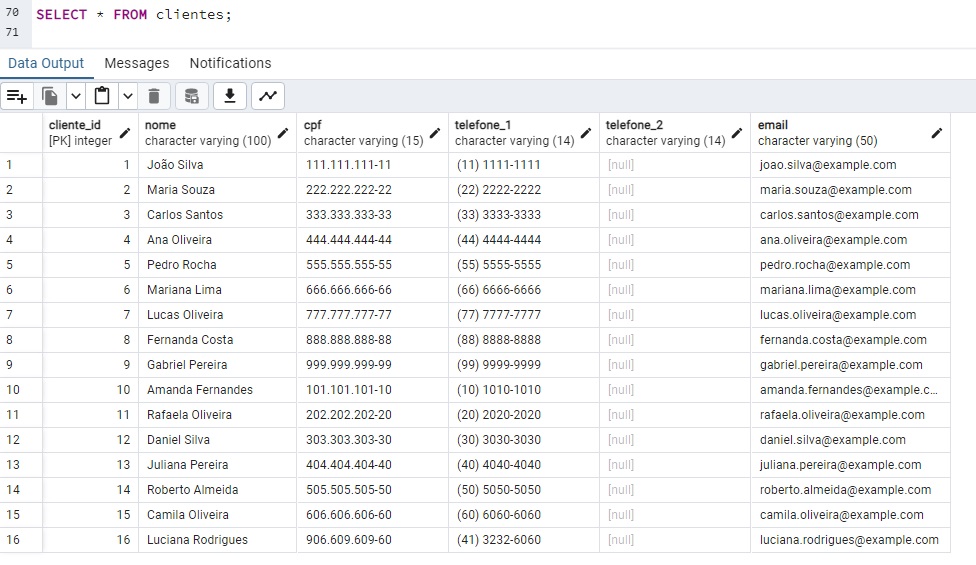 70 SELECT * FROM clientes;
71
Data Output Messages Notifications
cliente_id nome cpf telefone_1 telefone_2 email
[PK] integer character varying (100) character varying (15) character varying (14) character varying (14) character varying (50)
1 1 João Silva 111.111.111-11 (11) 1111-1111 [null] joao.silva@example.com
2 2 Maria Souza 222.222.222-22 (22) 2222-2222 [null] maria.souza@example.com
3 3 Carlos Santos 333.333.333-33 (33) 3333-3333 [null] carlos.santos@example.com
4 4 Ana Oliveira 444.444.444-44 (44) 4444-4444 [null] ana.oliveira@example.com
5 5 Pedro Rocha 555.555.555-55 (55) 5555-5555 [null] pedro.rocha@example.com
6 6 Mariana Lima 666.666.666-66 (66) 6666-6666 [null] mariana.lima@example.com
7 7 Lucas Oliveira 777.777.777-77 (77) 7777-7777 [null] lucas.oliveira@example.com
8 8 Fernanda Costa 888.888.888-88 (88) 8888-8888 [null] fernanda.costa@example.com
9 9 Gabriel Pereira 999.999.999-99 (99) 9999-9999 [null] gabriel.pereira@example.com
10 10 Amanda Fernandes 101.101.101-10 (10) 1010-1010 [null] amanda.fernandes@example.c...
11 11 Rafaela Oliveira 202.202.202-20 (20) 2020-2020 [null] rafaela.oliveira@example.com
12 12 Daniel Silva 303.303.303-30 (30) 3030-3030 [null] daniel.silva@example.com
13 13 Juliana Pereira 404.404.404-40 (40) 4040-4040 [null] juliana.pereira@example.com
14 14 Roberto Almeida 505.505.505-50 (50) 5050-5050 [null] roberto.almeida@example.com
15 15 Camila Oliveira 606.606.606-60 (60) 6060-6060 [null] camila.oliveira@example.com
16 16 Luciana Rodrigues 906.609.609-60 (41) 3232-6060 [null] luciana.rodrigues@example.com